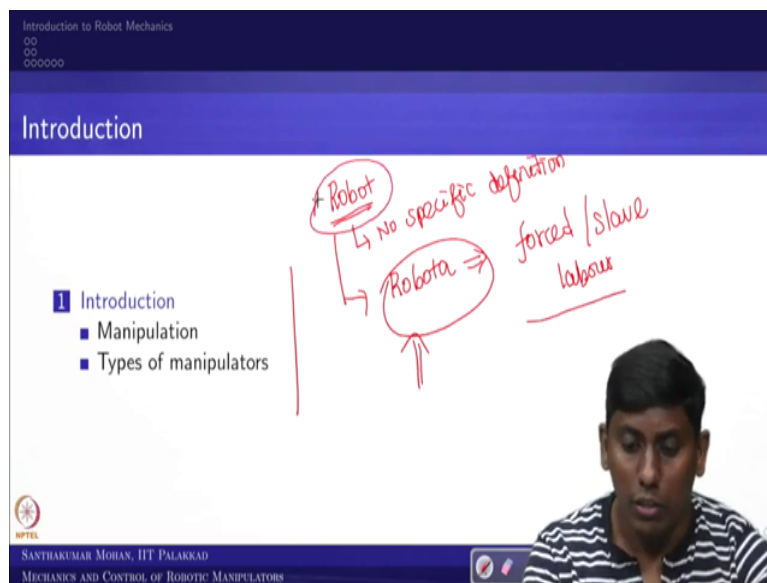 Introduction to Robot Mechanics
Introduction
Robot
No specific defenition
Robota ⇒ forced / slave
labour
1 Introduction
Manipulation
Types of manipulators
NPTEL
SANTHAKUMAR MOHAN, IIT PALAKKAD
MECHANICS AND CONTROL OF ROBOTIC MANIPULATORS